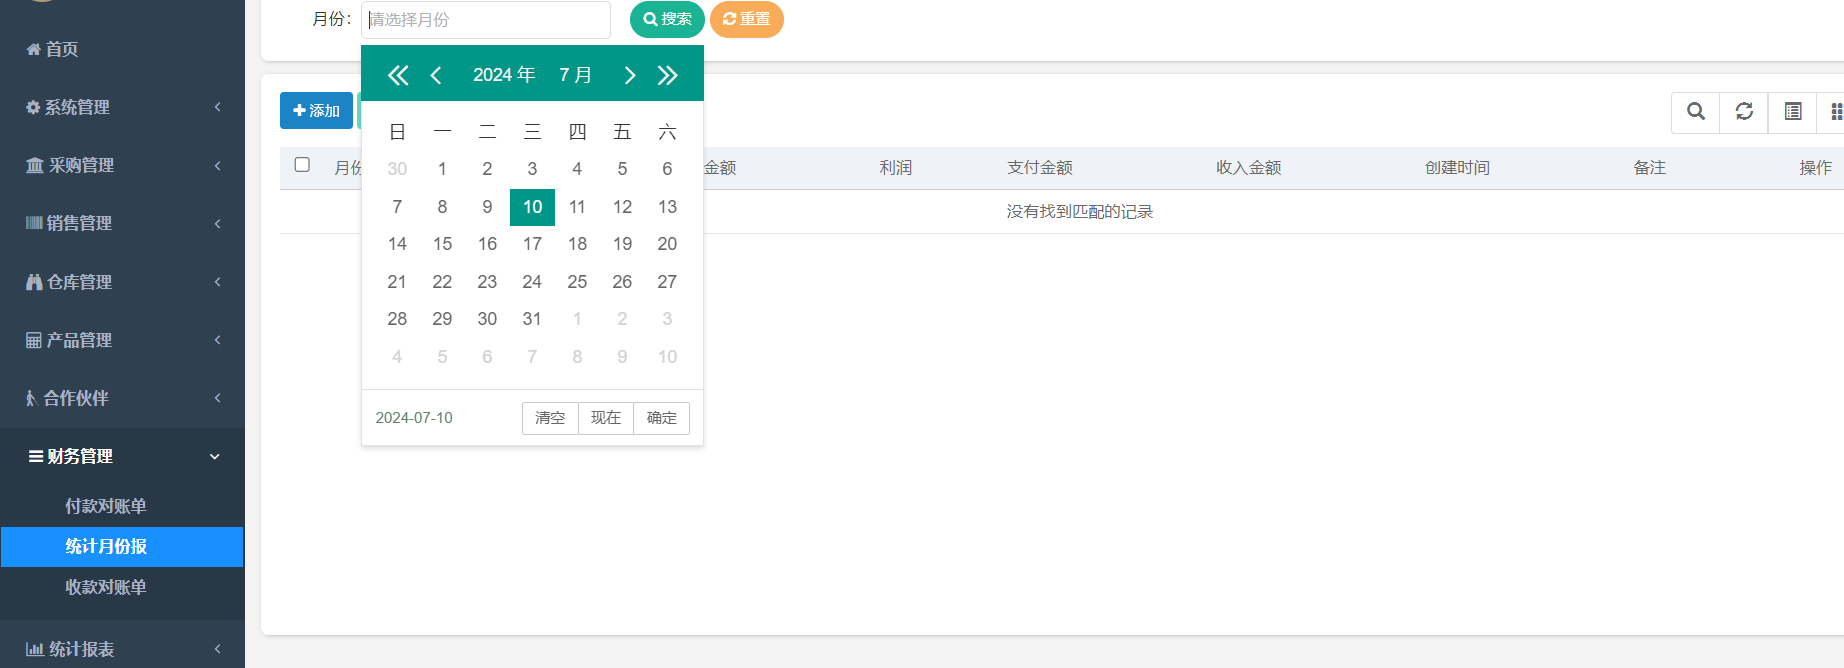 首页
系统管理
采购管理
销售管理
仓库管理
产品管理
合作伙伴
财务管理
付款对账单
统计月份报
收款对账单
统计报表
月份：
请选择月份
搜索
重置
添加
2024 年 7 月
日 一 二 三 四 五 六
30 1 2 3 4 5 6
7 8 9 10 11 12 13
14 15 16 17 18 19 20
21 22 23 24 25 26 27
28 29 30 31 1 2 3
4 5 6 7 8 9 10
2024-07-10 清空 现在 确定
月份 金额 利润 支付金额 收入金额 创建时间 备注 操作
没有找到匹配的记录